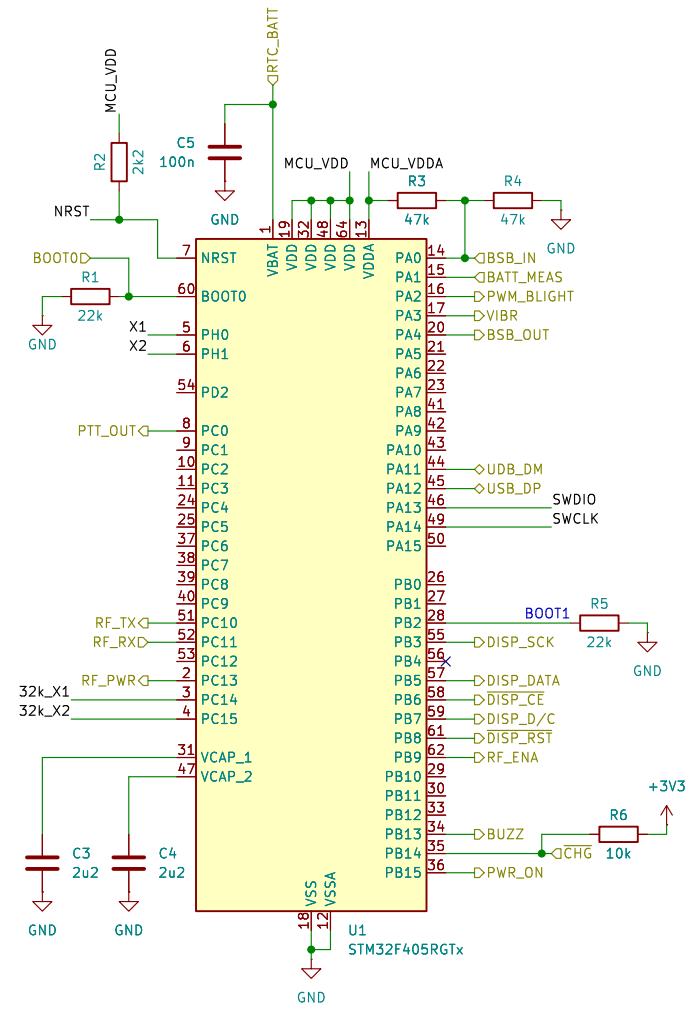 RTC_BATT
MCU_VDD
R2
2k2
C5
100n
GND
MCU_VDD
MCU_VDDA
R3
47k
R4
47k
GND
NRST
BOOT0
R1
22k
GND
X1
X2
PTT_OUT
RF_TX
RF_RX
RF_PWR
32k_X1
32k_X2
C3
2u2
GND
C4
2u2
GND
1 VBAT
19 VDD
32 VDD
48 VDD
64 VDD
13 VDDA
7 NRST
60 BOOT0
5 PH0
6 PH1
54 PD2
8 PC0
9 PC1
10 PC2
11 PC3
24 PC4
25 PC5
37 PC6
38 PC7
39 PC8
40 PC9
51 PC10
52 PC11
53 PC12
2 PC13
3 PC14
4 PC15
31 VCAP_1
47 VCAP_2
PA0 14 BSB_IN
PA1 15 BATT_MEAS
PA2 16 PWM_BLIGHT
PA3 17 VIBR
PA4 20 BSB_OUT
PA5 21
PA6 22
PA7 23
PA8 41
PA9 42
PA10 43
PA11 44 UDB_DM
PA12 45 USB_DP
PA13 46 SWDIO
PA14 49 SWCLK
PA15 50
PB0 26
PB1 27
PB2 28 BOOT1
R5
22k
GND
PB3 55 DISP_SCK
PB4 56
PB5 57 DISP_DATA
PB6 58 DISP_CE
PB7 59 DISP_D/C
PB8 61 DISP_RST
PB9 62 RF_ENA
PB10 29
PB11 30
PB12 33
PB13 34 BUZZ
PB14 35 CHG
PB15 36 PWR_ON
+3V3
R6
10k
VSS 18
VSSA 12
U1
STM32F405RGTx
GND